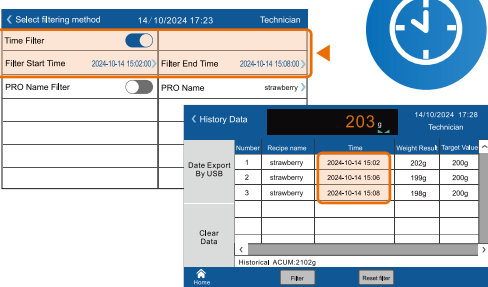 Select filtering method 14/10/2024 17:23 Technician
Time Filter
Filter Start Time 2024-10-14 15:02:00 Filter End Time 2024-10-14 15:08:00
PRO Name Filter PRO Name strawberry
History Data 203 g 14/10/2024 17:28
Technician
Number Recipe name Time Weight Result Target Value
1 strawberry 2024-10-14 15:02 202g 200g
Date Export
By USB
2 strawberry 2024-10-14 15:06 199g 200g
3 strawberry 2024-10-14 15:08 198g 200g
Clear
Data
Historical ACUM:2102g
Home Filter Reset filter